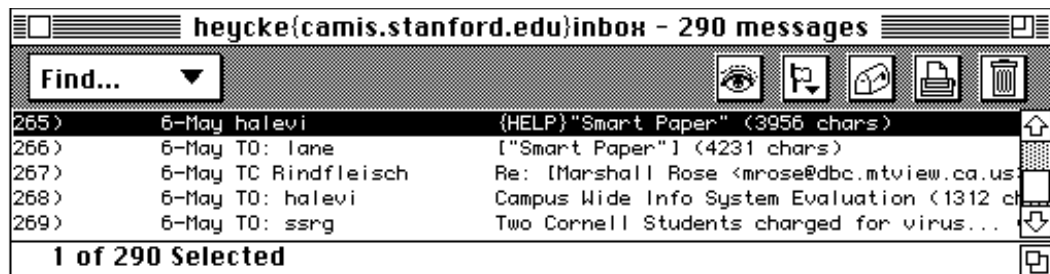 heycke{camis.stanford.edu}inbox - 290 messages
Find...
265) 6-May halevi {HELP}"Smart Paper" (3956 chars)
266) 6-May TO: lane ["Smart Paper"] (4231 chars)
267) 6-May TC Rindfleisch Re: [Marshall Rose <mrose@dbc.mtview.ca.us>
268) 6-May TO: halevi Campus Wide Info System Evaluation (1312 ch
269) 6-May TO: ssrg Two Cornell Students charged for virus...
1 of 290 Selected